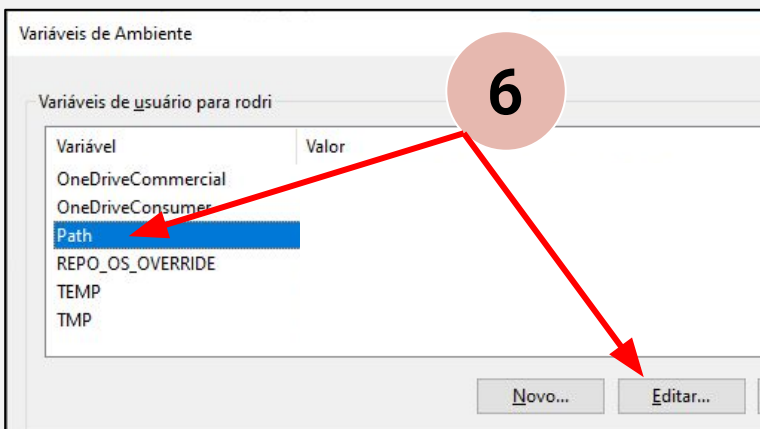 Variáveis de Ambiente
6
Variáveis de usuário para rodri
Variável Valor
OneDriveCommercial
OneDriveConsumer
Path
REPO_OS_OVERRIDE
TEMP
TMP
Novo... Editar...